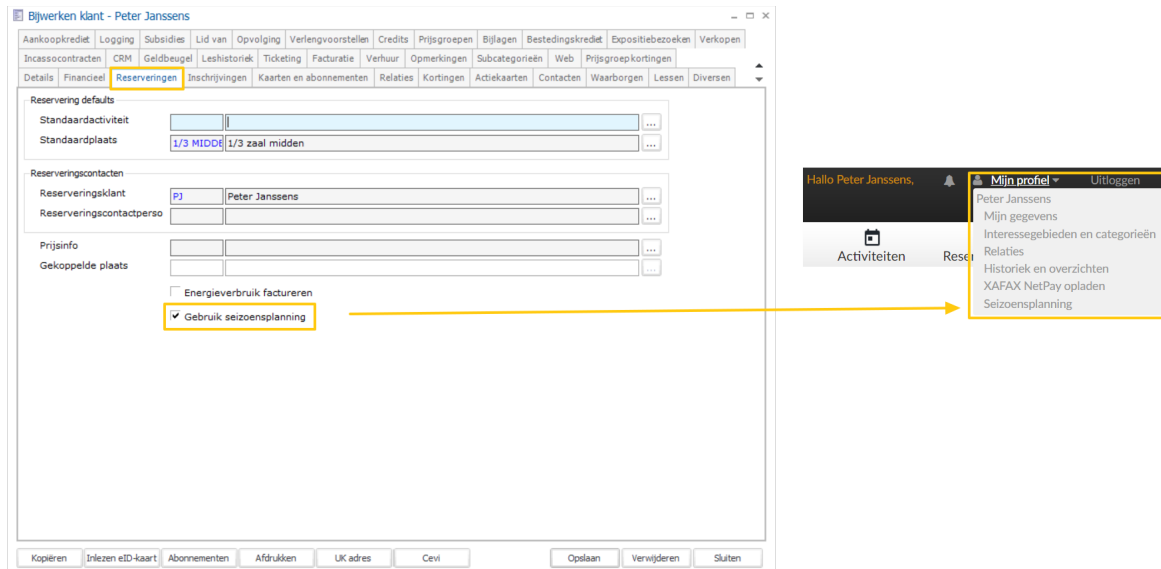 Bijwerken klant - Peter Janssens
Aankoopkrediet Logging Subsidies Lid van Opvolging Verlengvoorstellen Credits Prijsgroepen Bijlagen Bestedingskrediet Expositiebezoeken Verkopen
Incassocontracten CRM Geldbeugel Leshistoriek Ticketing Facturatie Verhuur Opmerkingen Subcategorieën Web Prijsgroepkortingen
Details Financieel Reserveringen Inschrijvingen Kaarten en abonnementen Relaties Kortingen Actiekaarten Contacten Waarborgen Lessen Diversen
Reservering defaults
Standaardactiviteit ...
Standaardplaats 1/3 MIDDE 1/3 zaal midden ...
Reserveringscontacten
Reserveringsklant PJ Peter Janssens ...
Reserveringscontactperso ...
Prijsinfo ...
Gekoppelde plaats ...
Energieverbruik factureren
Gebruik seizoensplanning
Kopiëren Inlezen eID-kaart Abonnementen Afdrukken UK adres Cevi Opslaan Verwijderen Sluiten
Hallo Peter Janssens, Mijn profiel Uitloggen
Peter Janssens
Mijn gegevens
Interessegebieden en categorieën
Relaties
Historiek en overzichten
XAFAX NetPay opladen
Seizoensplanning
Activiteiten Reser